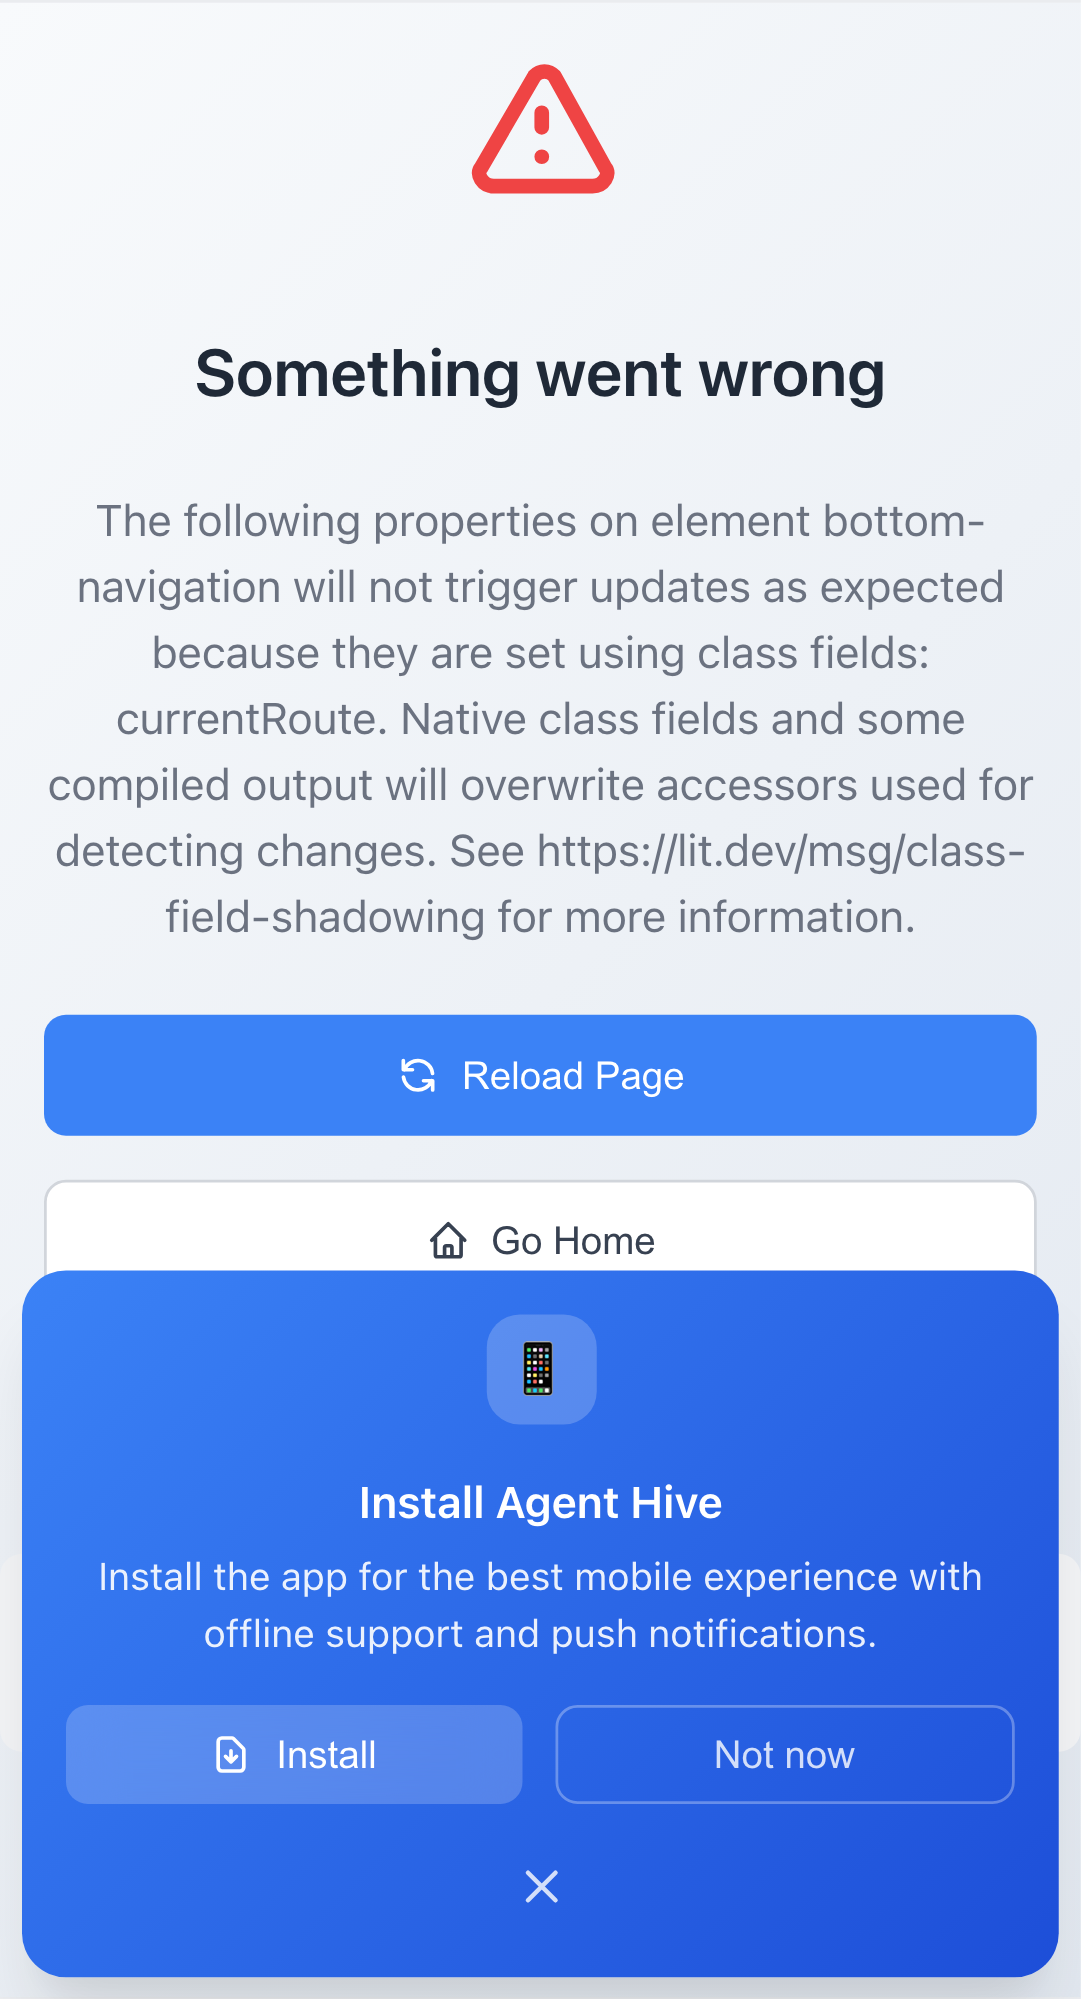 Something went wrong
The following properties on element bottom-
navigation will not trigger updates as expected
because they are set using class fields:
currentRoute. Native class fields and some
compiled output will overwrite accessors used for
detecting changes. See https://lit.dev/msg/class-
field-shadowing for more information.
Reload Page
Go Home
Install Agent Hive
Install the app for the best mobile experience with
offline support and push notifications.
Install
Not now